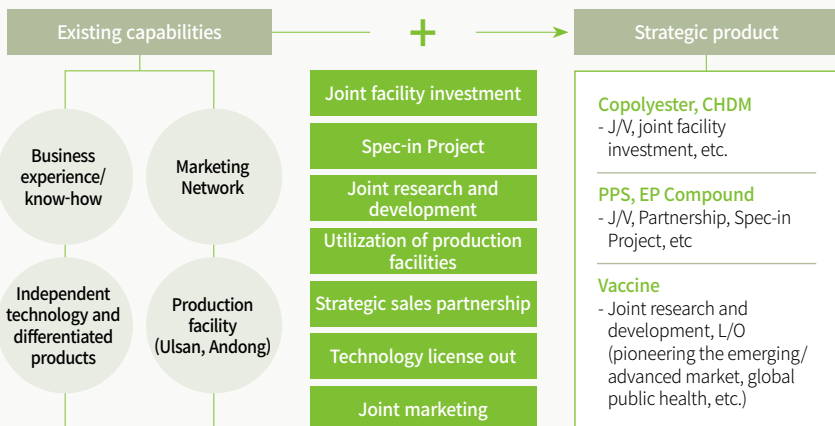 Existing capabilities
+
Strategic product
Business
experience/
know-how
Marketing
Network
Independent
technology and
differentiated
products
Production
facility
(Ulsan, Andong)
Joint facility investment
Spec-in Project
Joint research and
development
Utilization of production
facilities
Strategic sales partnership
Technology license out
Joint marketing
Copolyester, CHDM
- J/V, joint facility
investment, etc.
PPS, EP Compound
- J/V, Partnership, Spec-in
Project, etc
Vaccine
- Joint research and
development, L/O
(pioneering the emerging/
advanced market, global
public health, etc.)